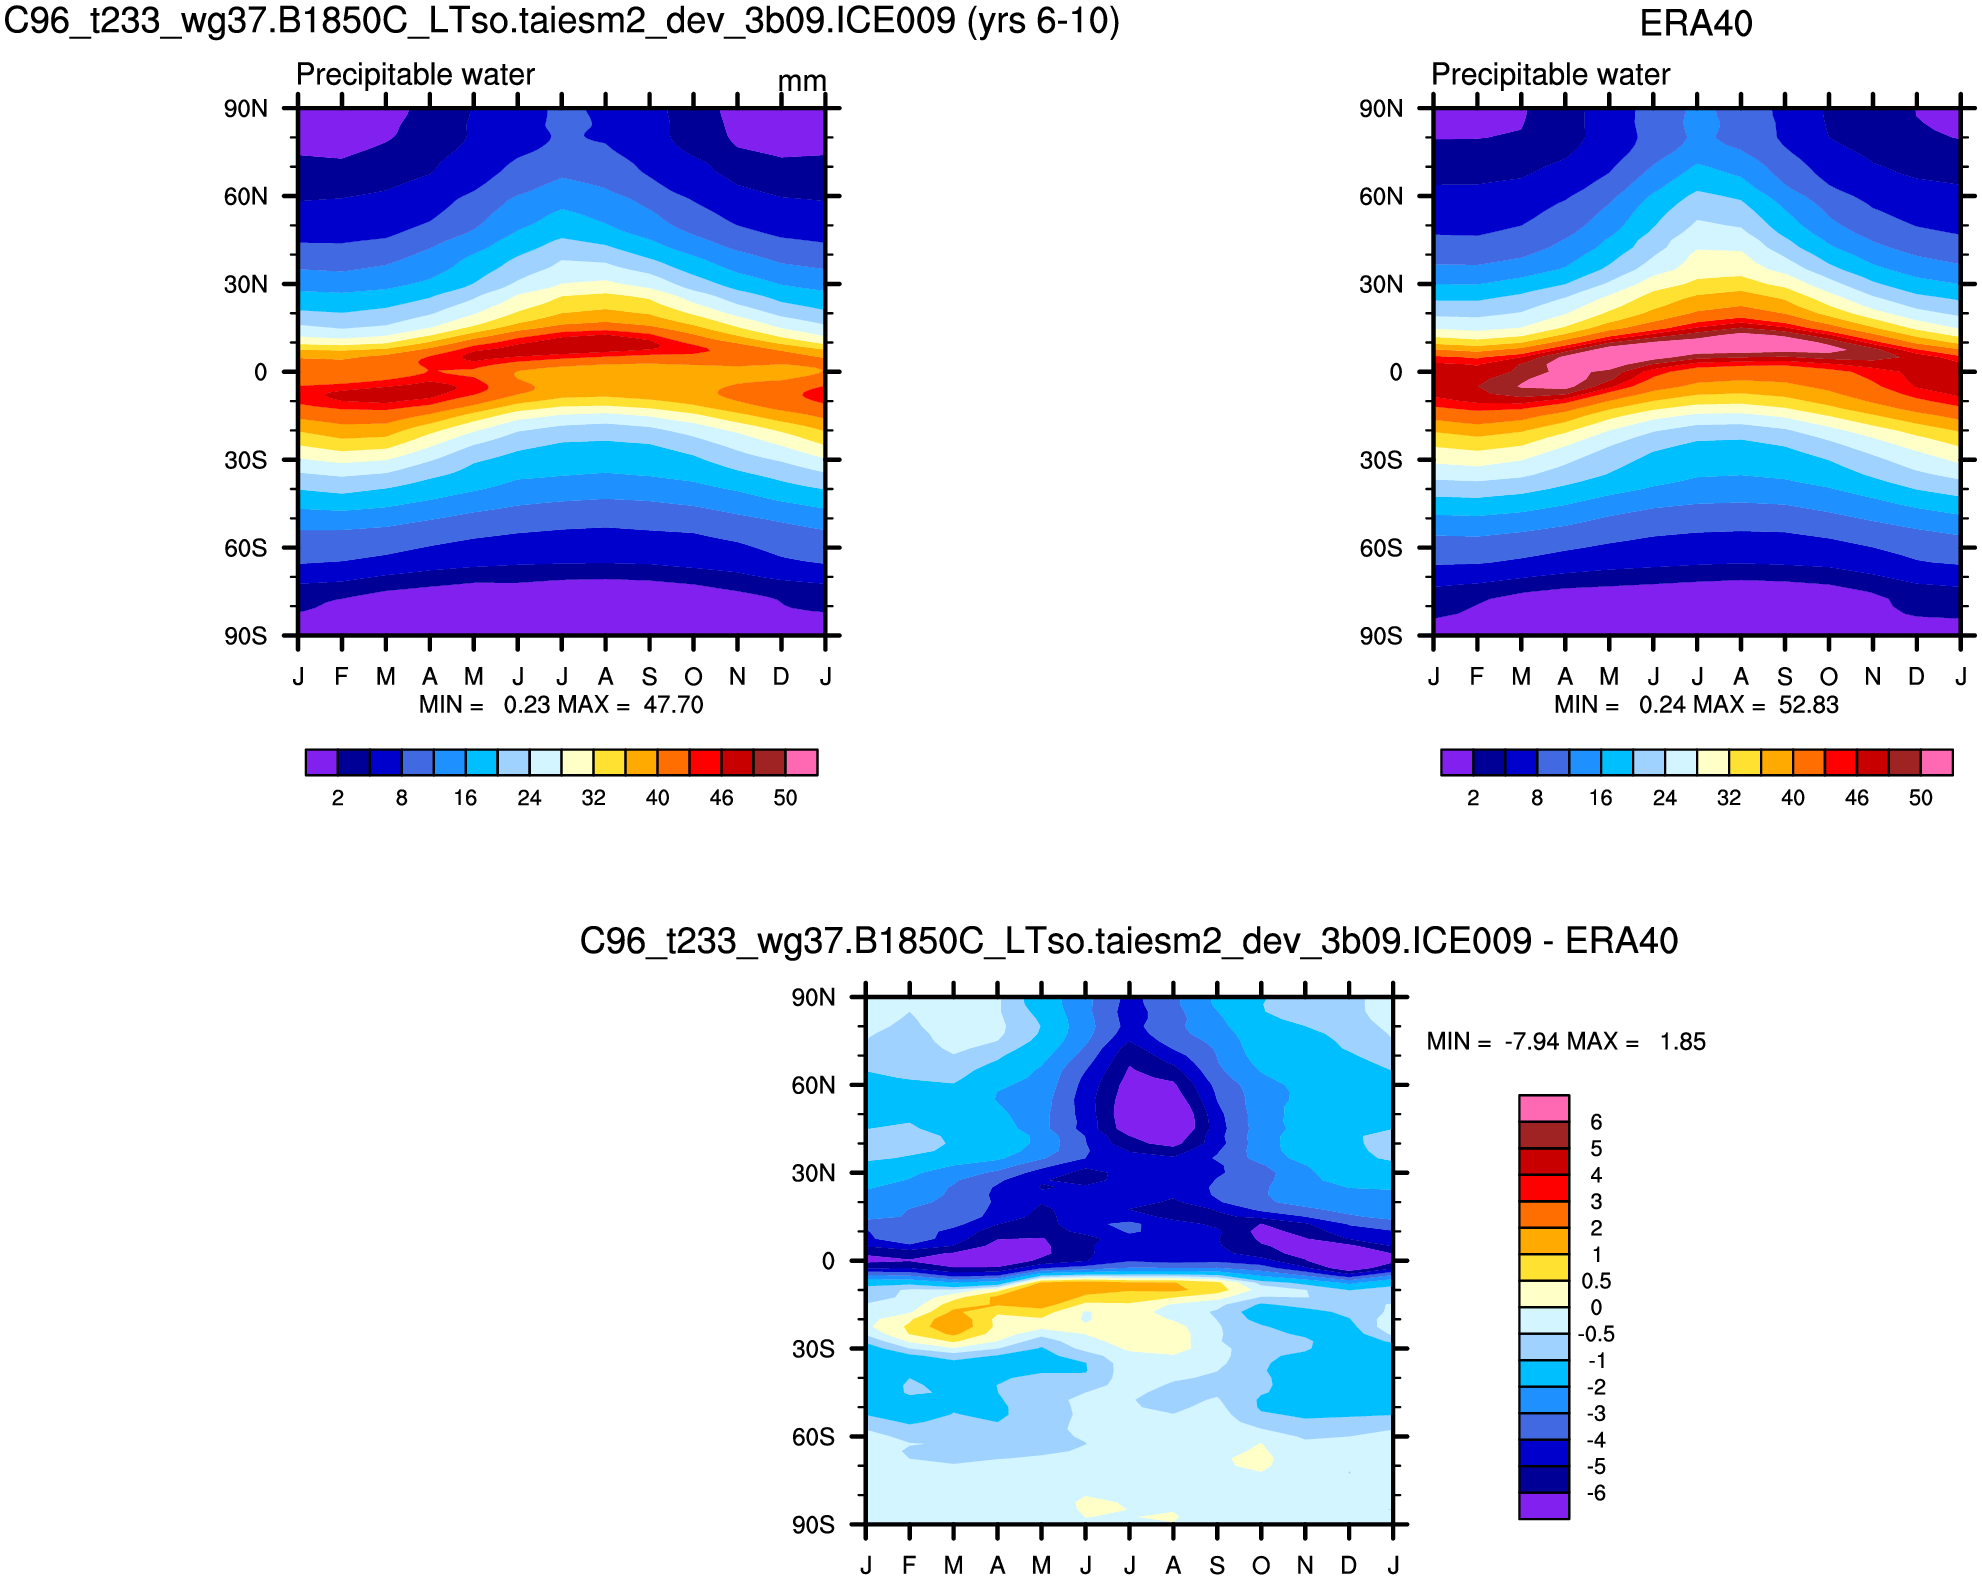 C96_t233_wg37.B1850C_LTso.taiesm2_dev_3b09.ICE009 (yrs 6-10)
ERA40
Precipitable water mm
Precipitable water
90N
60N
30N
0
30S
60S
90S
J F M A M J J A S O N D J
MIN = 0.23 MAX = 47.70
2 8 16 24 32 40 46 50
90N
60N
30N
0
30S
60S
90S
J F M A M J J A S O N D J
MIN = 0.24 MAX = 52.83
2 8 16 24 32 40 46 50
C96_t233_wg37.B1850C_LTso.taiesm2_dev_3b09.ICE009 - ERA40
90N
60N
30N
0
30S
60S
90S
J F M A M J J A S O N D J
MIN = -7.94 MAX = 1.85
6
5
4
3
2
1
0.5
0
-0.5
-1
-2
-3
-4
-5
-6